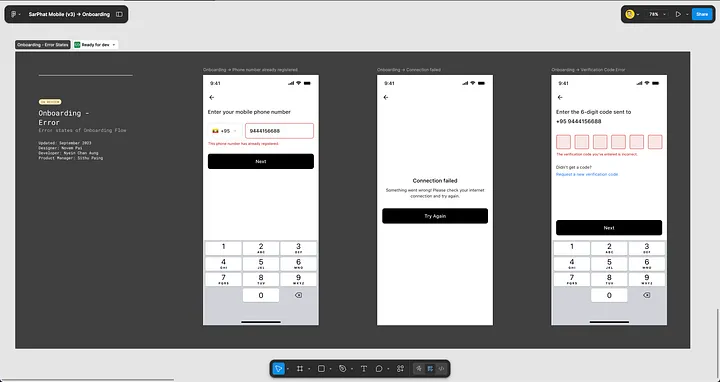 SarPhat Mobile (v3) → Onboarding
78%
Share
Onboarding - Error States
Ready for dev
Onboarding -
Error
Error states of Onboarding Flow
Updated: September 2023
Designer: Novem Pai
Developer: Nyein Chan Aung
Product Manager: Sithu Paing
Onboarding → Phone number already registered
9:41
Enter your mobile phone number
+95
9444156688
This phone number has already registered.
Next
1
2
ABC
3
DEF
4
GHI
5
JKL
6
MNO
7
PQRS
8
TUV
9
WXYZ
0
Onboarding → Connection failed
9:41
Connection failed
Something went wrong! Please check your internet
connection and try again.
Try Again
Onboarding → Verification Code Error
9:41
Enter the 6-digit code sent to
+95 9444156688
The verification code you've entered is incorrect.
Didn't get a code?
Request a new verification code
Next
1
2
ABC
3
DEF
4
GHI
5
JKL
6
MNO
7
PQRS
8
TUV
9
WXYZ
0